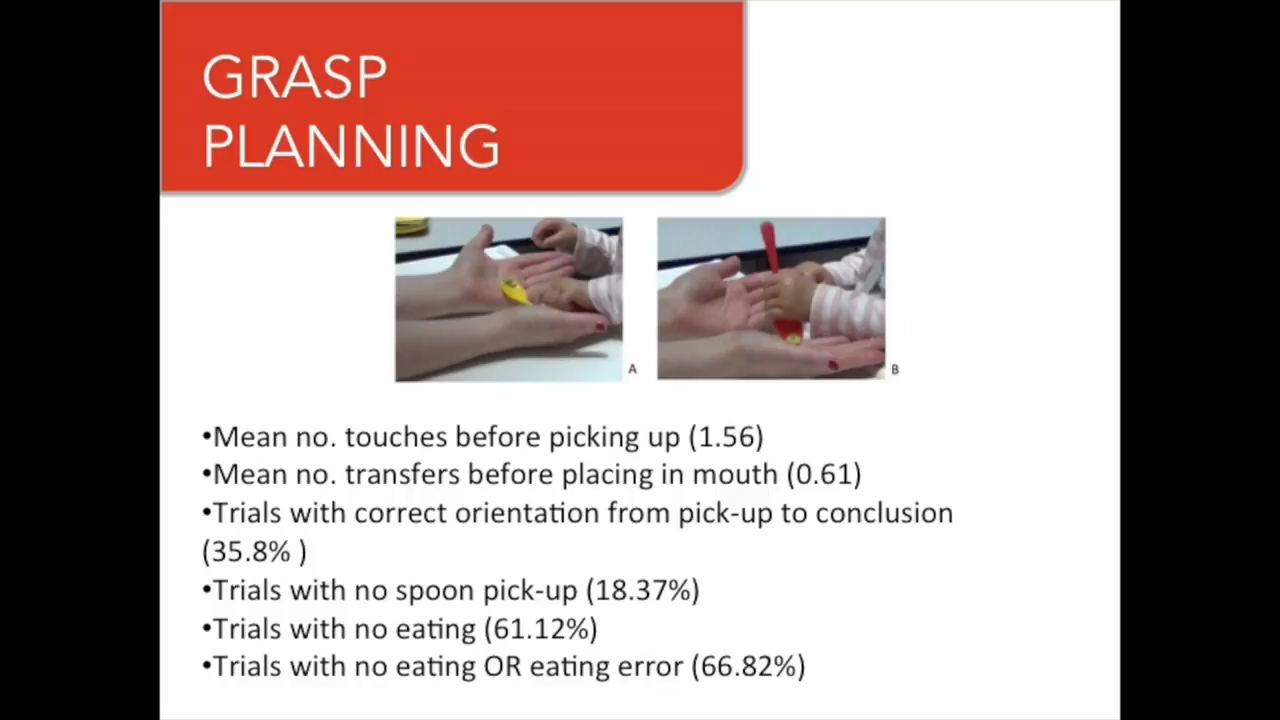 GRASP
PLANNING
A
B
•Mean no. touches before picking up (1.56)
•Mean no. transfers before placing in mouth (0.61)
•Trials with correct orientation from pick-up to conclusion
(35.8% )
•Trials with no spoon pick-up (18.37%)
•Trials with no eating (61.12%)
•Trials with no eating OR eating error (66.82%)